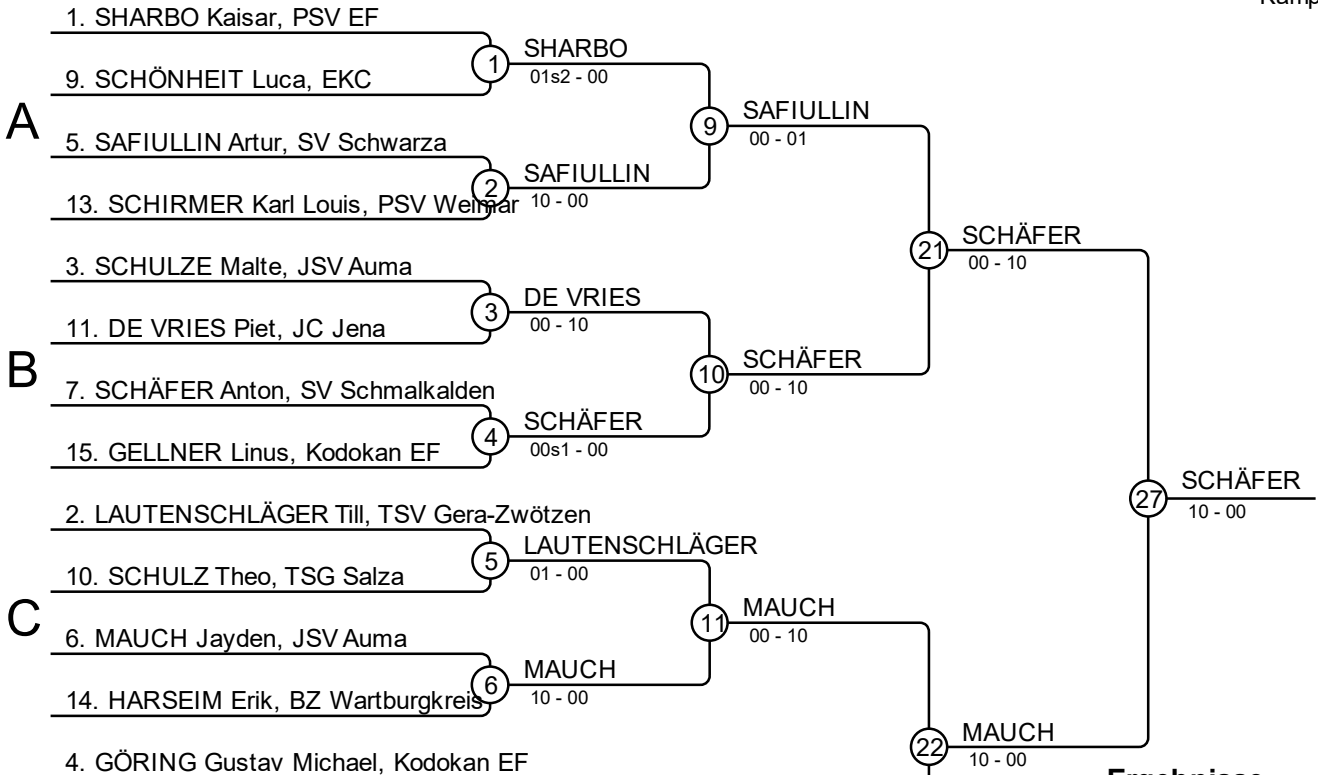 1. SHARBO Kaisar, PSV EF
9. SCHÖNHEIT Luca, EKC
5. SAFIULLIN Artur, SV Schwarza
13. SCHIRMER Karl Louis, PSV Weimar
3. SCHULZE Malte, JSV Auma
11. DE VRIES Piet, JC Jena
7. SCHÄFER Anton, SV Schmalkalden
15. GELLNER Linus, Kodokan EF
2. LAUTENSCHLÄGER Till, TSV Gera-Zwötzen
10. SCHULZ Theo, TSG Salza
6. MAUCH Jayden, JSV Auma
14. HARSEIM Erik, BZ Wartburgkreis
4. GÖRING Gustav Michael, Kodokan EF
A
B
C
1
SHARBO
01s2 - 00
2
SAFIULLIN
10 - 00
3
DE VRIES
00 - 10
4
SCHÄFER
00s1 - 00
5
LAUTENSCHLÄGER
01 - 00
6
MAUCH
10 - 00
9
SAFIULLIN
00 - 01
10
SCHÄFER
00 - 10
11
MAUCH
00 - 10
21
SCHÄFER
00 - 10
22
MAUCH
10 - 00
27
SCHÄFER
10 - 00